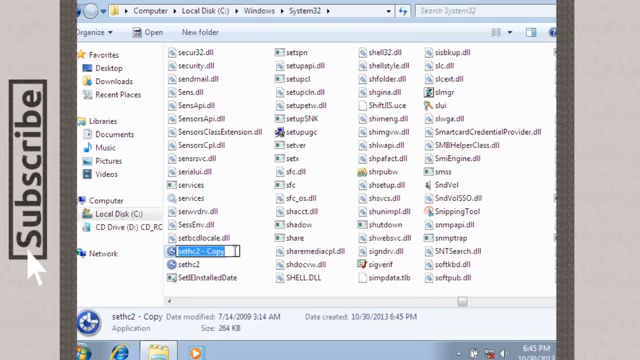 Subscribe
Computer ▸ Local Disk (C:) ▸ Windows ▸ System32 ▸
Search System32
Organize Open New folder
Favorites
Desktop
Downloads
Recent Places
Libraries
Documents
Music
Pictures
Videos
Computer
Local Disk (C:)
CD Drive (D:) CD_RC
Network
secur32.dll
security.dll
sendmail.dll
Sens.dll
SensApi.dll
SensorsApi.dll
SensorsClassExtension.dll
SensorsCpl.dll
sensrsvc.dll
serialui.dll
services
services
serwvdrv.dll
SessEnv.dll
setbcdlocale.dll
sethc2 - Copy
sethc2
SetIEInstalledDate
setspn
setupapi.dll
setupcl
setupcln.dll
setupetw.dll
setupSNK
setupugc
setver
setx
sfc.dll
sfc
sfc_os.dll
shacct.dll
shadow
share
sharemediacpl.dll
shdocvw.dll
SHELL.DLL
shell32.dll
shellstyle.dll
shfolder.dll
shgina.dll
ShiftJIS.uce
shimeng.dll
shimgvw.dll
shlwapi.dll
shpafact.dll
shrpubw
shsetup.dll
shsvcs.dll
shunimpl.dll
shutdown
shwebsvc.dll
signdrv.dll
sigverif
simpdata.tlb
sisbkup.dll
slc.dll
slcext.dll
slmgr
slui
slwga.dll
SmartcardCredentialProvider.dll
SMBHelperClass.dll
SmiEngine.dll
smss
SndVol
SndVolSSO.dll
SnippingTool
snmpapi.dll
snmptrap
SNTSearch.dll
softkbd.dll
softpub.dll
sethc2 - Copy Date modified: 7/14/2009 3:14 AM Date created: 10/30/2013 6:45 PM
Application Size: 264 KB
6:45 PM
10/30/2013